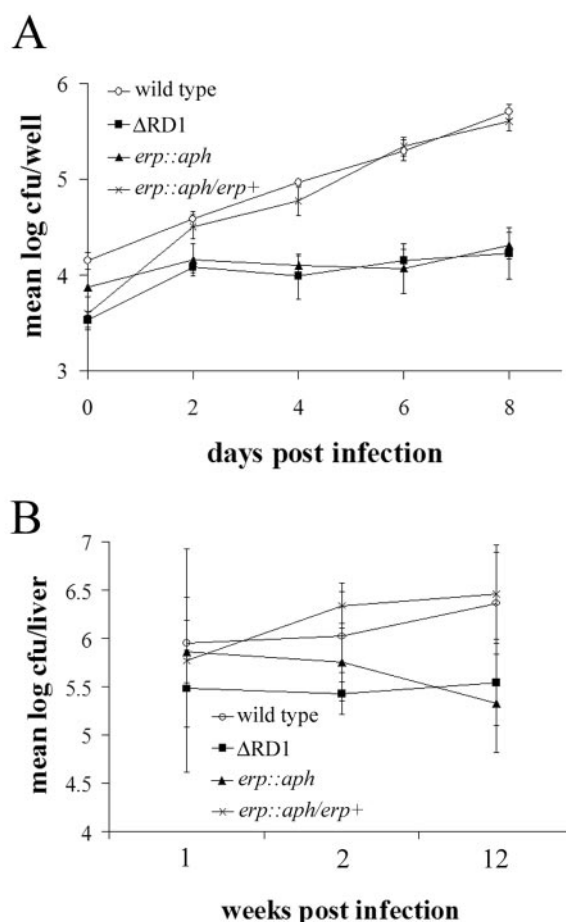 A
6
5
4
3
mean log cfu/well
wild type
ΔRD1
erp::aph
erp::aph/erp+
0 2 4 6 8
days post infection
B
7
6.5
6
5.5
5
4.5
4
mean log cfu/liver
wild type
ΔRD1
erp::aph
erp::aph/erp+
1 2 12
weeks post infection